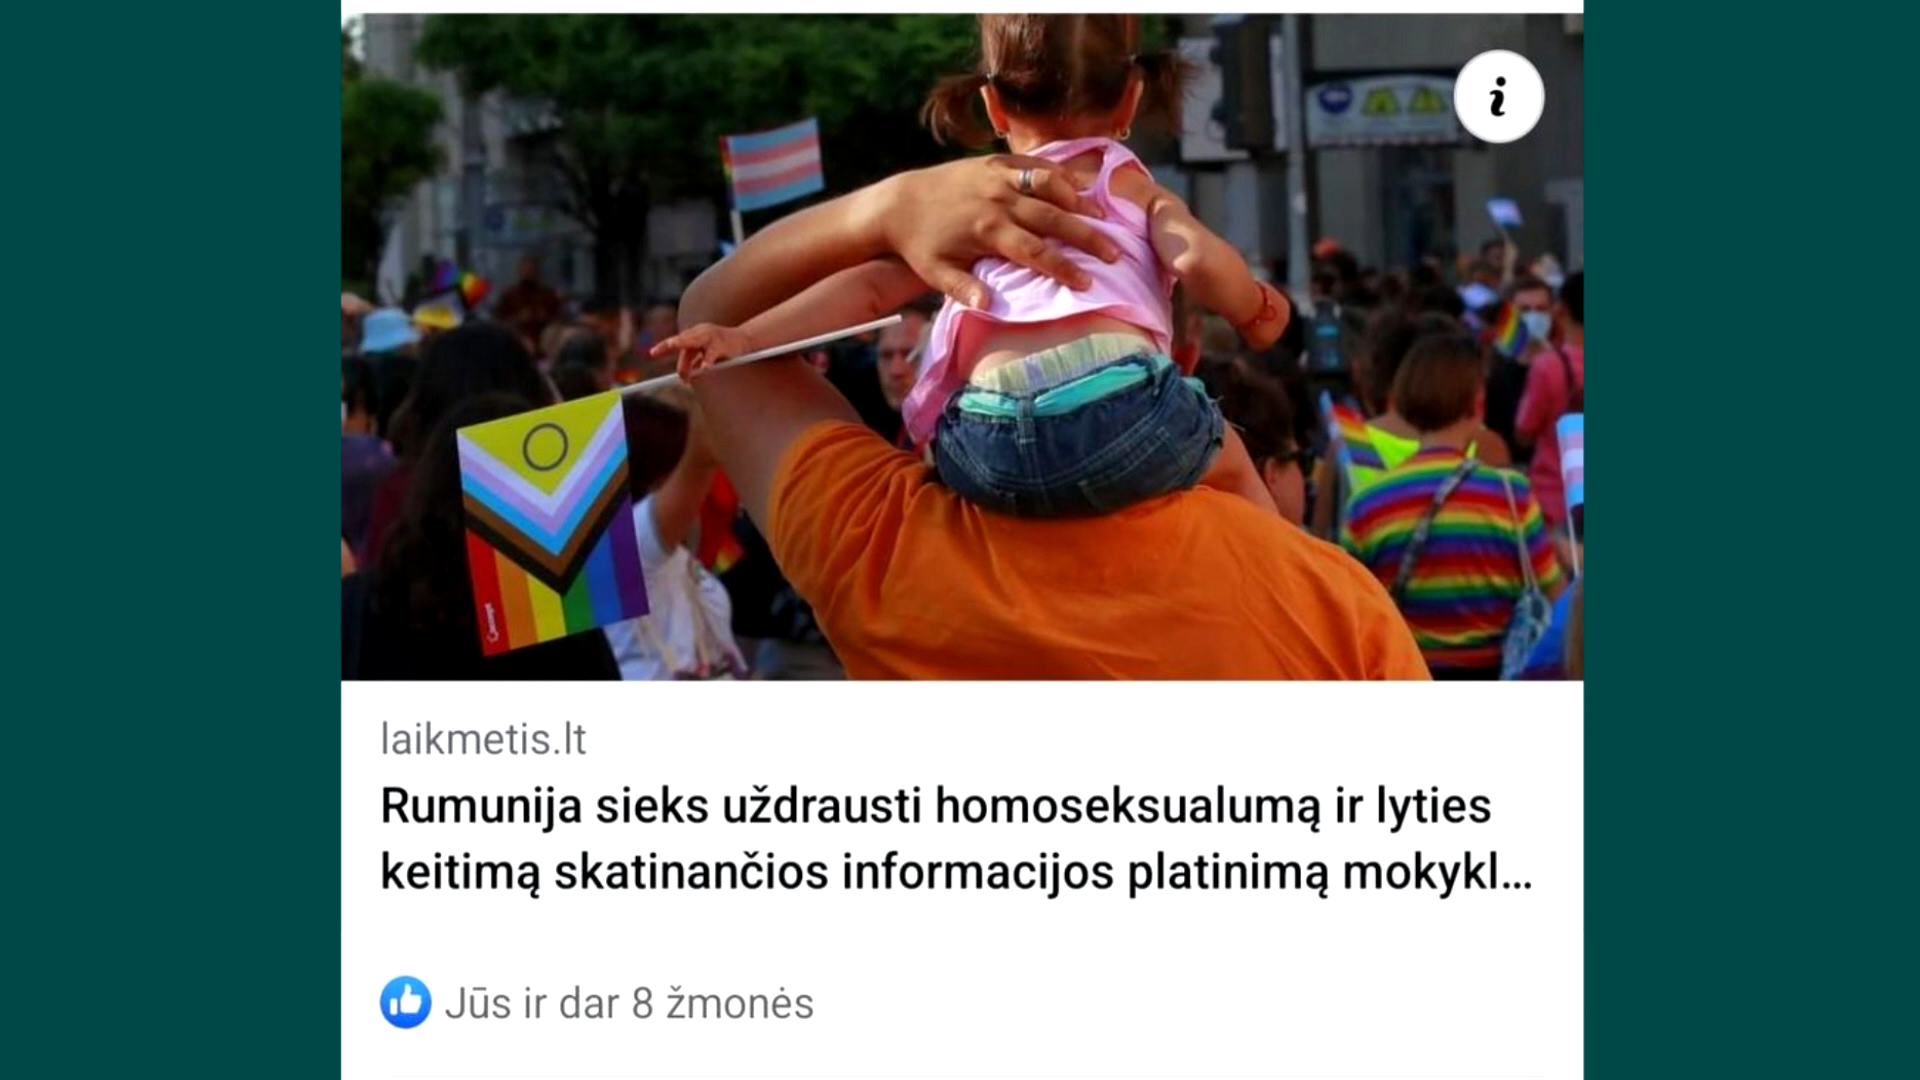 i
laikmetis.lt
Rumunija sieks uždrausti homoseksualumą ir lyties
keitimą skatinančios informacijos platinimą mokykl...
Jūs ir dar 8 žmonės